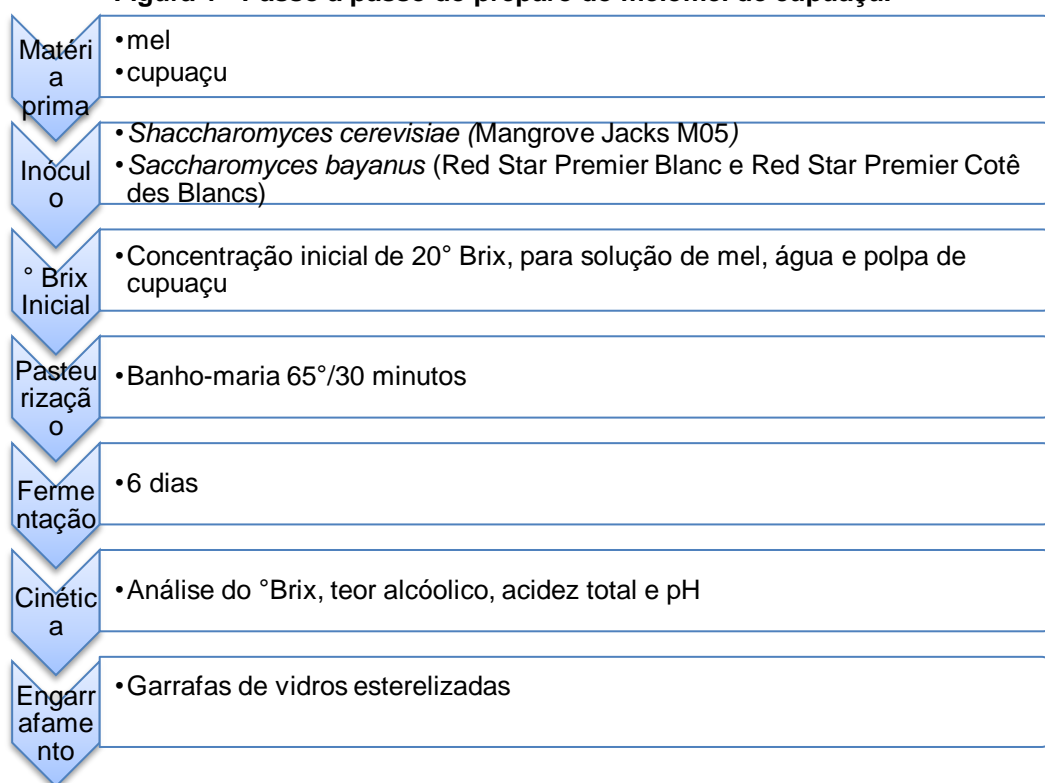 Figura 1 - Passo a passo do preparo do melomel de cupuaçu.
Matéri
a
prima
•mel
•cupuaçu
Inócul
o
•Shaccharomyces cerevisiae (Mangrove Jacks M05)
•Saccharomyces bayanus (Red Star Premier Blanc e Red Star Premier Cotê
des Blancs)
° Brix
Inicial
•Concentração inicial de 20° Brix, para solução de mel, água e polpa de
cupuaçu
Pasteu
rizaçã
o
•Banho-maria 65°/30 minutos
Ferme
ntação
•6 dias
Cinétic
a
•Análise do °Brix, teor alcóolico, acidez total e pH
Engarr
afame
nto
•Garrafas de vidros esterelizadas